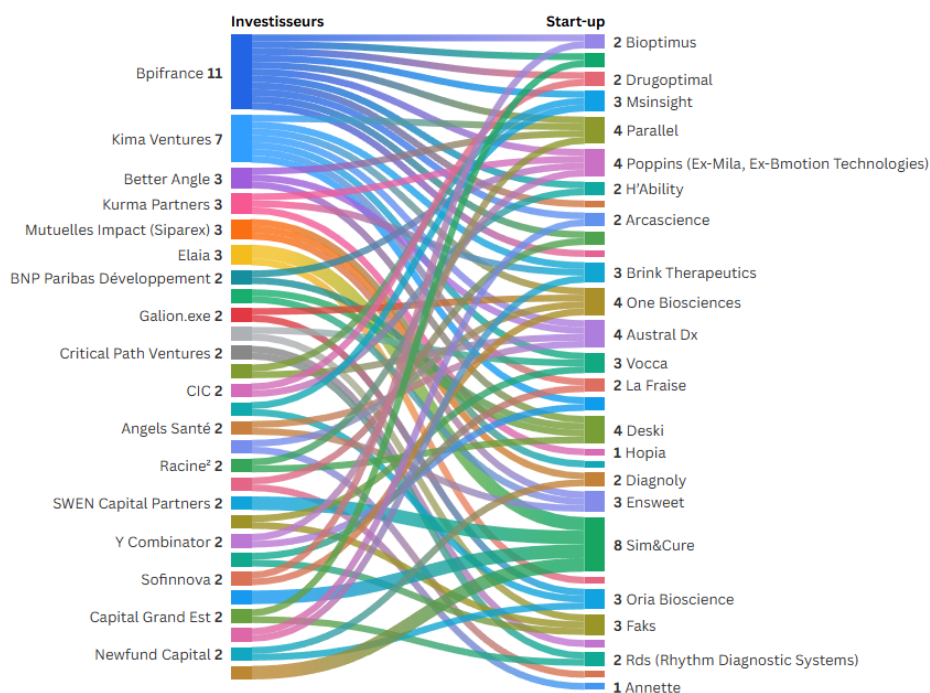 Investisseurs
Start-up
Bpifrance 11
Kima Ventures 7
Better Angle 3
Kurma Partners 3
Mutuelles Impact (Siparex) 3
Elaia 3
BNP Paribas Développement 2
Galion.exe 2
Critical Path Ventures 2
CIC 2
Angels Santé 2
Racine² 2
SWEN Capital Partners 2
Y Combinator 2
Sofinnova 2
Capital Grand Est 2
Newfund Capital 2
2 Bioptimus
2 Drugoptimal
3 Msinsight
4 Parallel
4 Poppins (Ex-Mila, Ex-Bmotion Technologies)
2 H'Ability
2 Arcascience
3 Brink Therapeutics
4 One Biosciences
4 Austral Dx
3 Vocca
2 La Fraise
4 Deski
1 Hopia
2 Diagnoly
3 Ensweet
8 Sim&Cure
3 Oria Bioscience
3 Faks
2 Rds (Rhythm Diagnostic Systems)
1 Annette